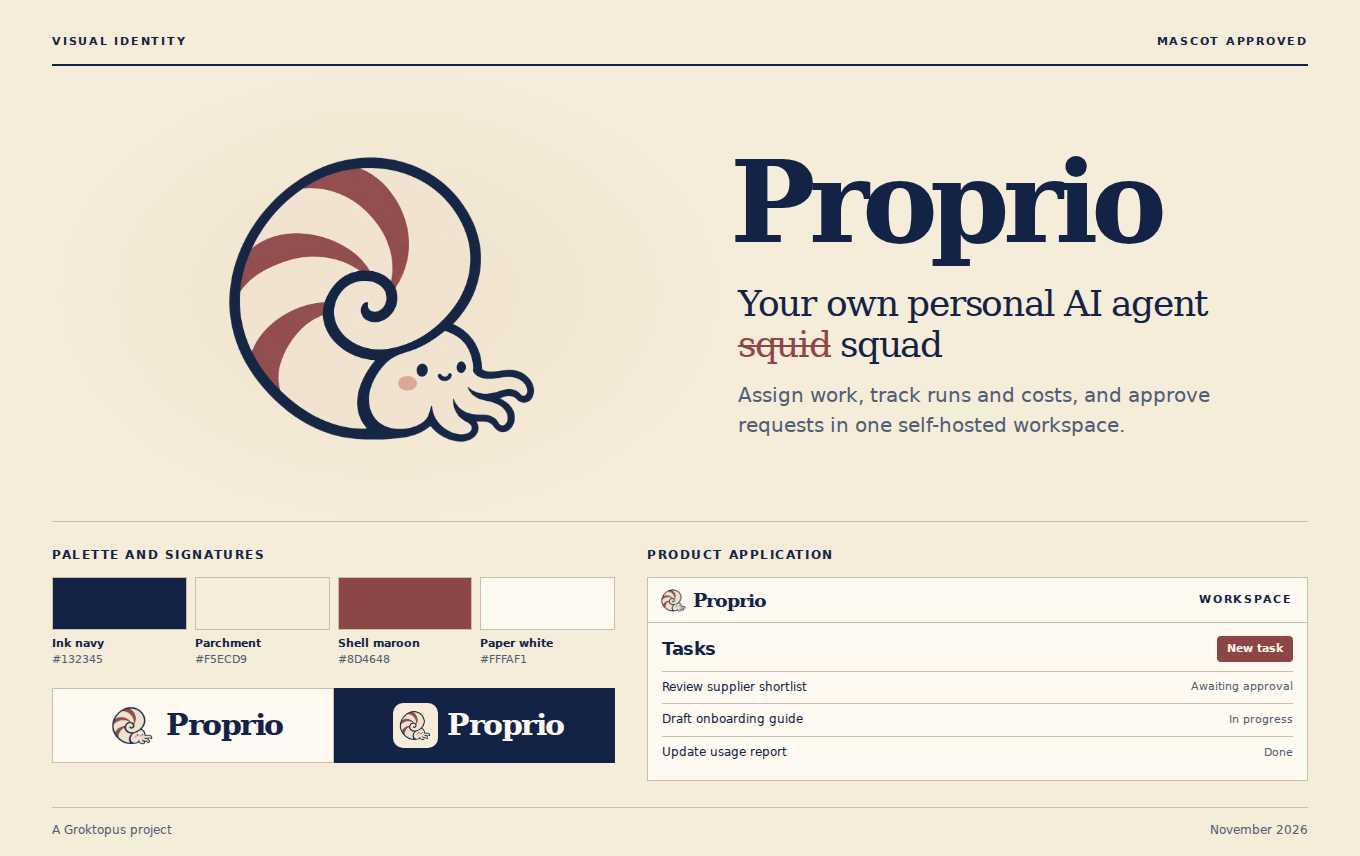 VISUAL IDENTITY
MASCOT APPROVED
Proprio
Your own personal AI agent
squid squad
Assign work, track runs and costs, and approve
requests in one self-hosted workspace.
PALETTE AND SIGNATURES
Ink navy
#132345
Parchment
#F5ECD9
Shell maroon
#8D4648
Paper white
#FFFAF1
Proprio
Proprio
PRODUCT APPLICATION
Proprio
WORKSPACE
Tasks
New task
Review supplier shortlist
Awaiting approval
Draft onboarding guide
In progress
Update usage report
Done
A Groktopus project
November 2026